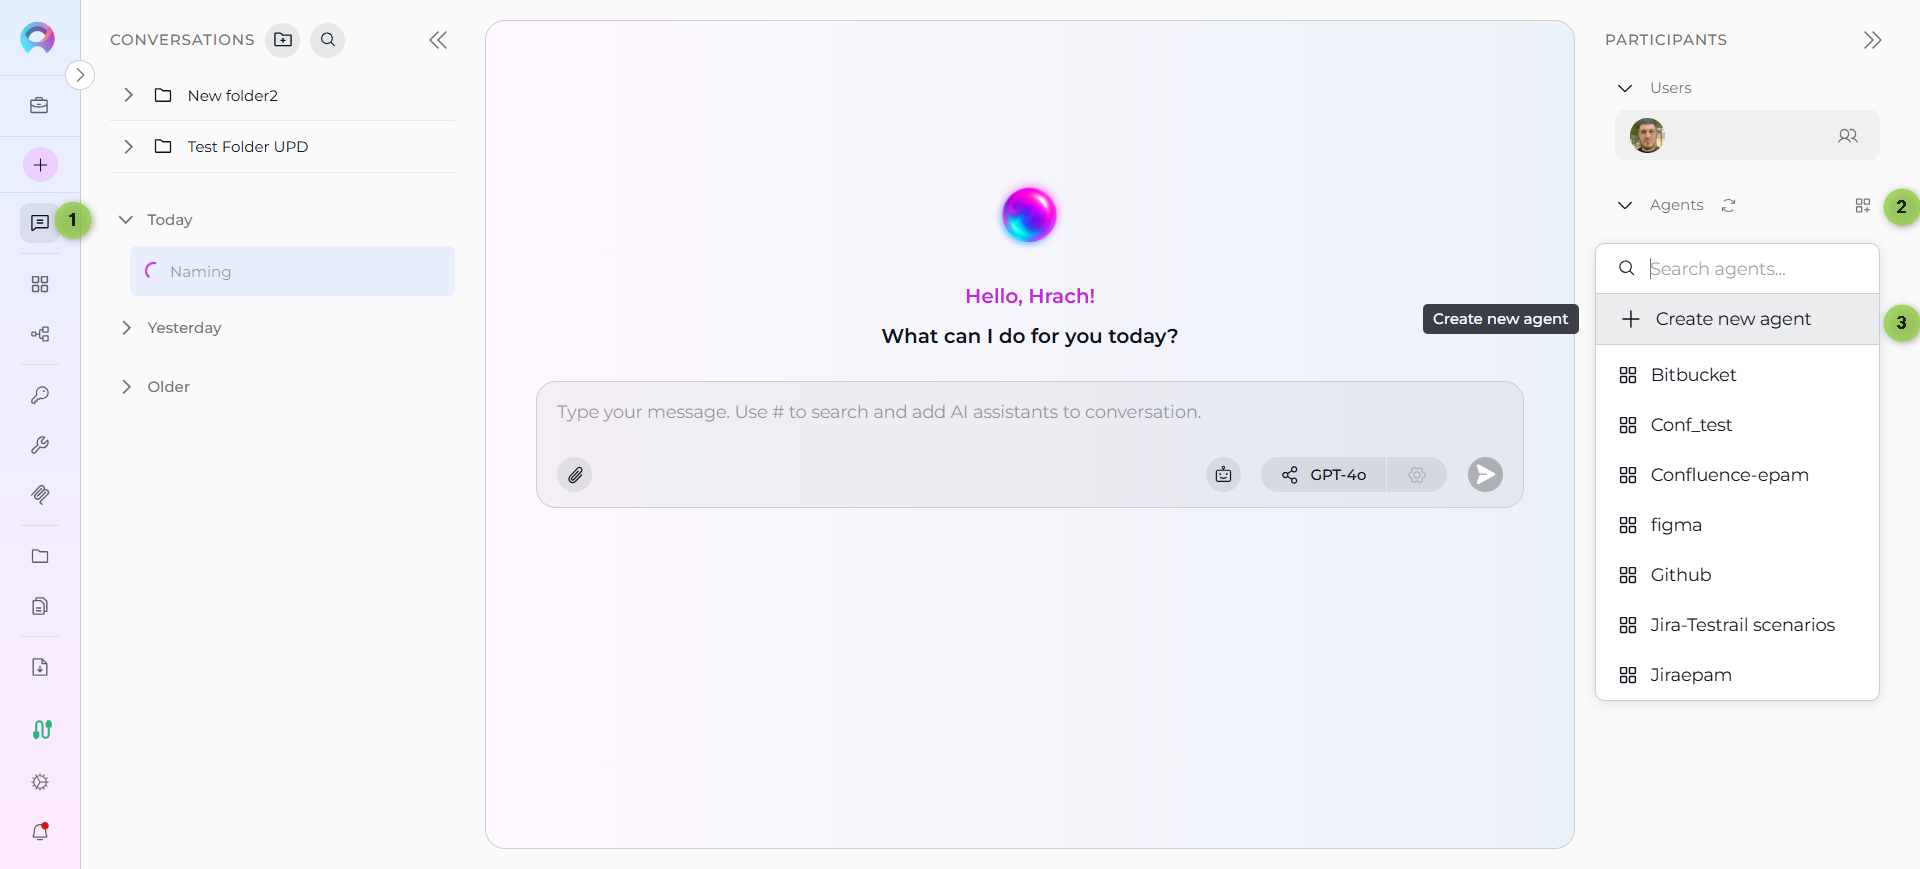 CONVERSATIONS
New folder2
Test Folder UPD
1
Today
Naming
Yesterday
Older
Hello, Hrach!
What can I do for you today?
Type your message. Use # to search and add AI assistants to conversation.
GPT-4o
PARTICIPANTS
Users
Agents
2
Search agents...
Create new agent
Create new agent
3
Bitbucket
Conf_test
Confluence-epam
figma
Github
Jira-Testrail scenarios
Jiraepam